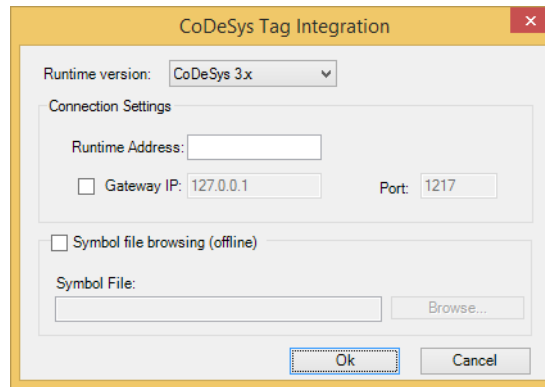 CoDeSys Tag Integration
Runtime version: CoDeSys 3.x
Connection Settings
Runtime Address:
Gateway IP: 127.0.0.1 Port: 1217
Symbol file browsing (offline)
Symbol File:
Browse...
Ok Cancel